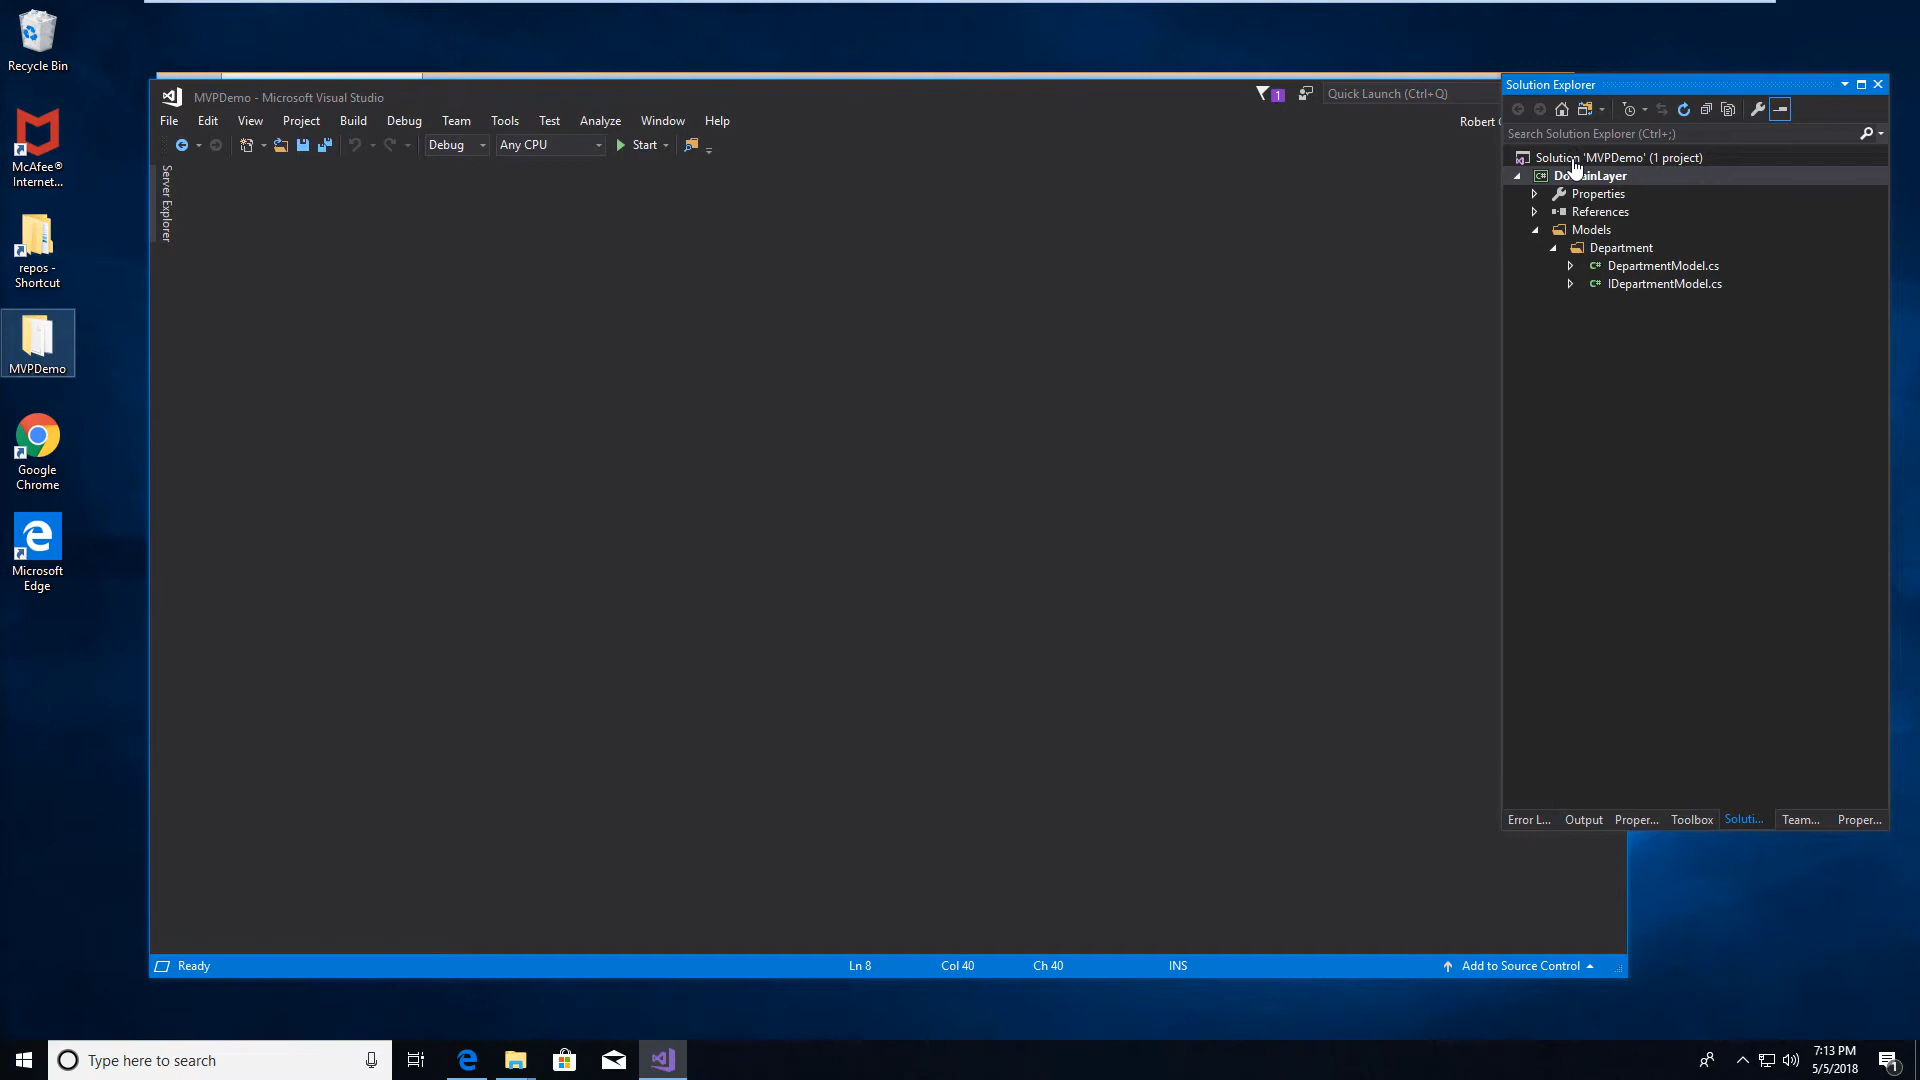 Recycle Bin
McAfee®
Internet...
repos -
Shortcut
MVPDemo
Google
Chrome
Microsoft
Edge
MVPDemo - Microsoft Visual Studio
1
Quick Launch (Ctrl+Q)
File Edit View Project Build Debug Team Tools Test Analyze Window Help
Robert
Debug Any CPU Start
Server Explorer
Solution Explorer
Search Solution Explorer (Ctrl+;)
Solution 'MVPDemo' (1 project)
C# DomainLayer
Properties
References
Models
Department
C# DepartmentModel.cs
C# IDepartmentModel.cs
Error L... Output Proper... Toolbox Soluti... Team... Proper...
Ready Ln 8 Col 40 Ch 40 INS Add to Source Control
Type here to search
7:13 PM
5/5/2018
1